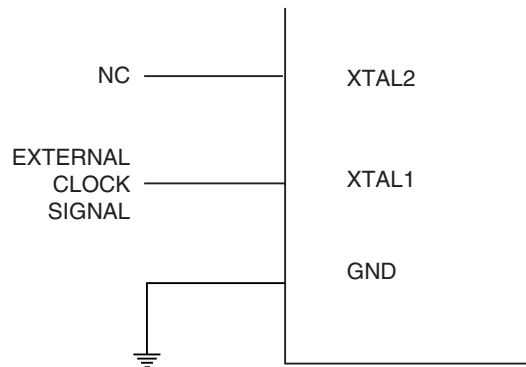 NC
XTAL2
EXTERNAL
CLOCK
SIGNAL
XTAL1
GND